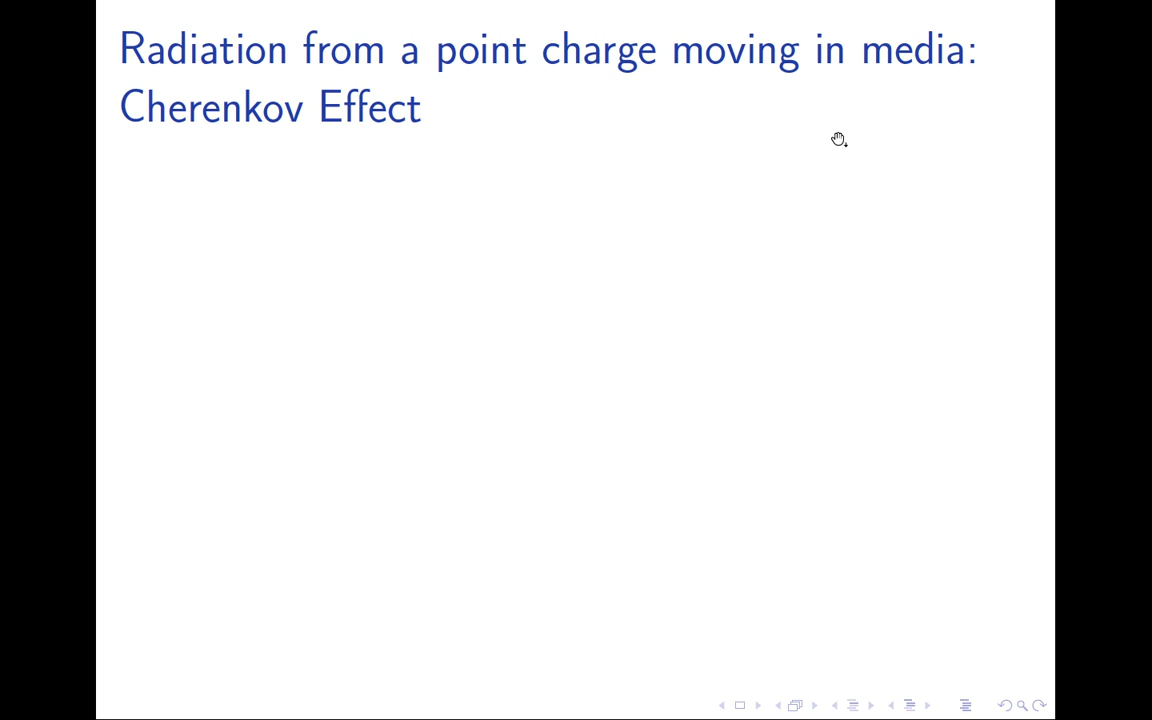 Radiation from a point charge moving in media:
Cherenkov Effect